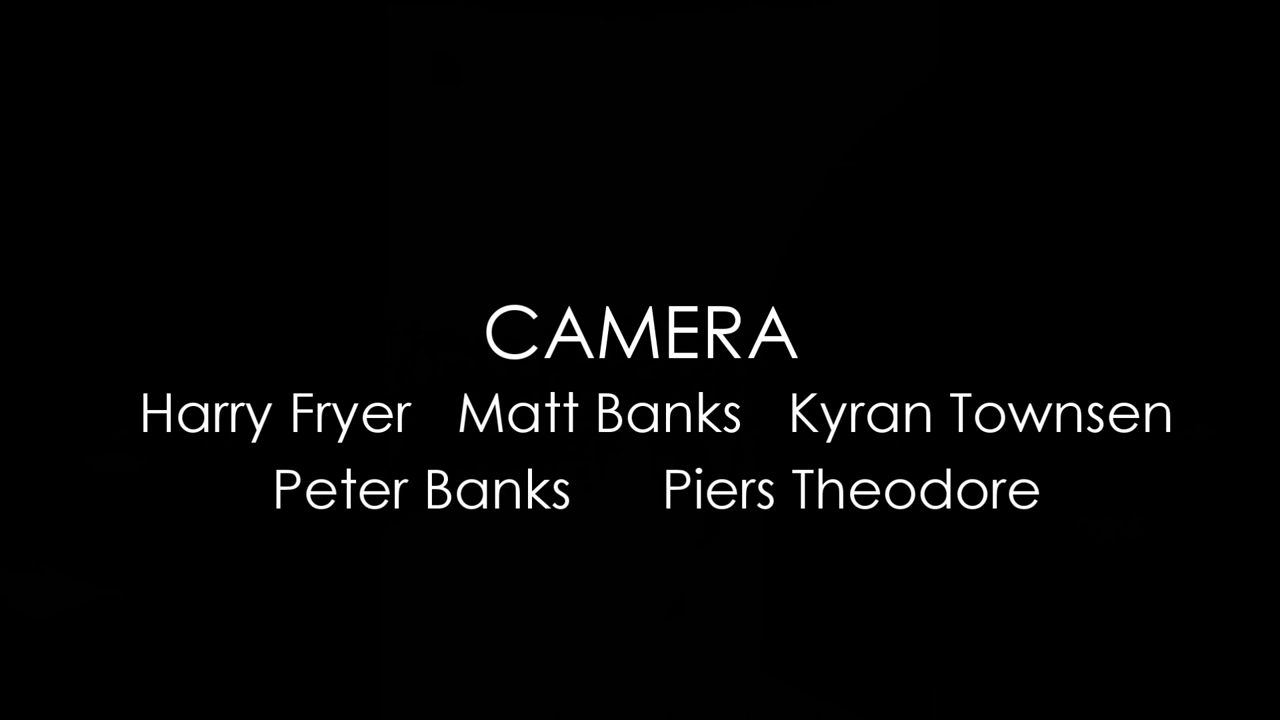 CAMERA
Harry Fryer Matt Banks Kyran Townsen
Peter Banks Piers Theodore